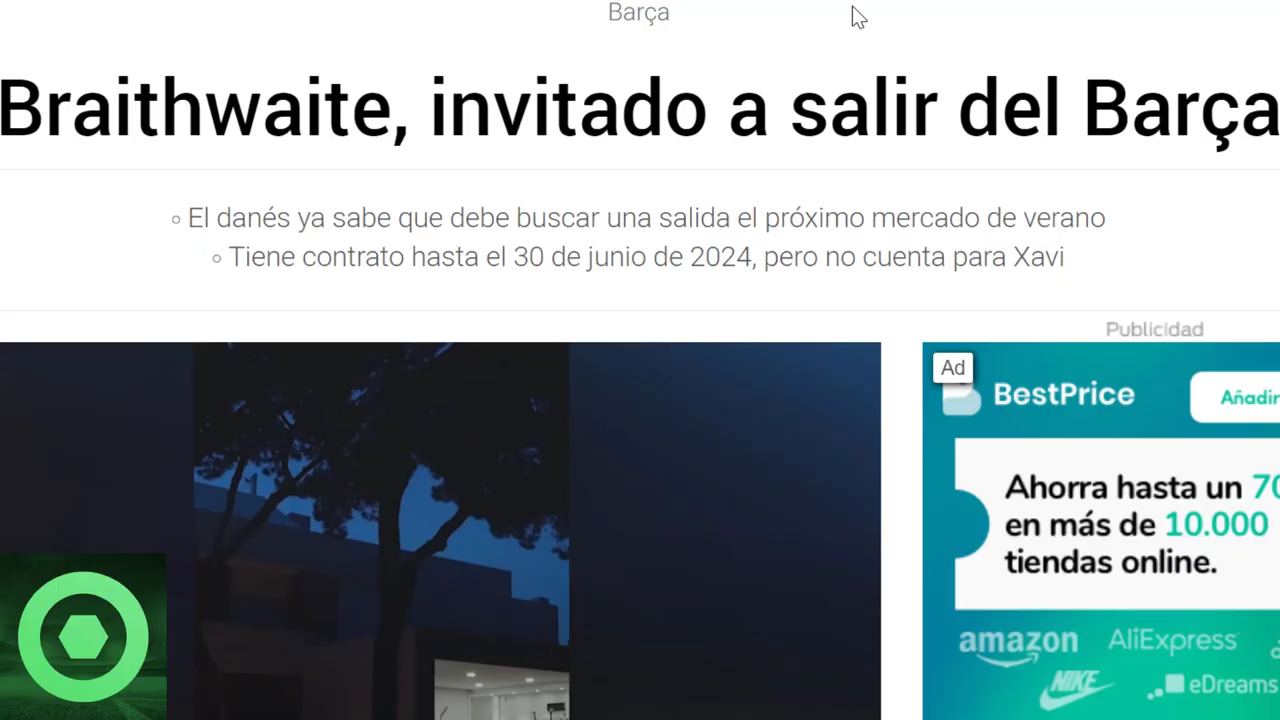 Barça
Braithwaite, invitado a salir del Barça
El danés ya sabe que debe buscar una salida el próximo mercado de verano
Tiene contrato hasta el 30 de junio de 2024, pero no cuenta para Xavi
Publicidad
Ad
BestPrice
Añadir
Ahorra hasta un 70
en más de 10.000
tiendas online.
amazon AliExpress
NIKE eDreams